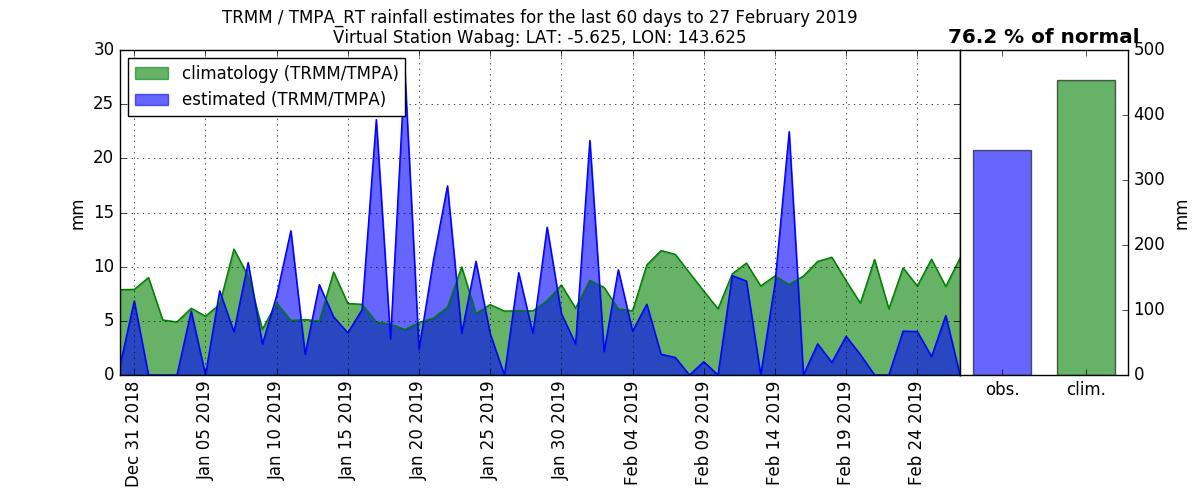 TRMM / TMPA_RT rainfall estimates for the last 60 days to 27 February 2019
Virtual Station Wabag: LAT: -5.625, LON: 143.625
76.2 % of normal
climatology (TRMM/TMPA)
estimated (TRMM/TMPA)
mm
30
25
20
15
10
5
0
Dec 31 2018
Jan 05 2019
Jan 10 2019
Jan 15 2019
Jan 20 2019
Jan 25 2019
Jan 30 2019
Feb 04 2019
Feb 09 2019
Feb 14 2019
Feb 19 2019
Feb 24 2019
500
400
300
200
100
0
mm
obs.
clim.